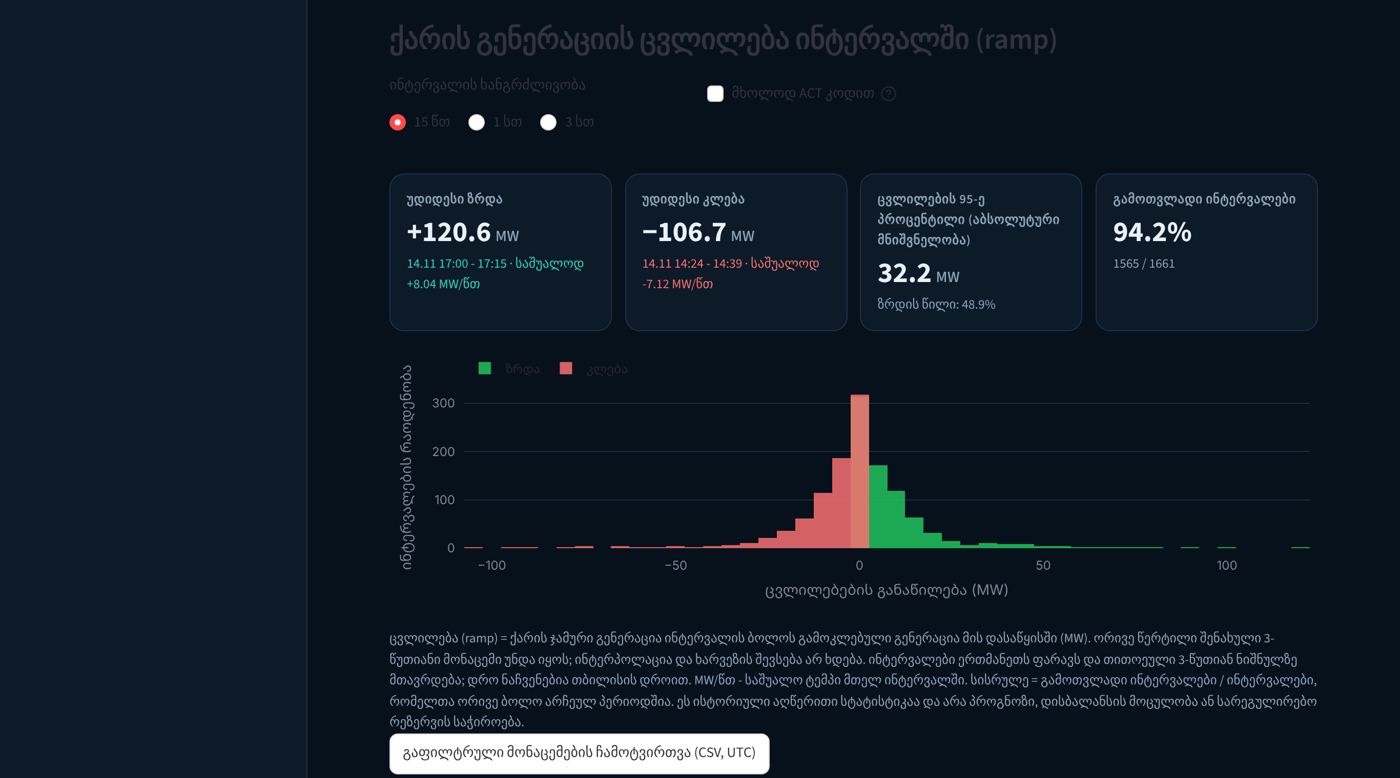 ქარის გენერაციის ცვლილება ინტერვალში (ramp)
ინტერვალის ხანგრძლივობა
მხოლოდ ACT კოდით
15 წთ 1 სთ 3 სთ
უდიდესი ზრდა
+120.6 MW
14.11 17:00 - 17:15 · საშუალოდ
+8.04 MW/წთ
უდიდესი კლება
−106.7 MW
14.11 14:24 - 14:39 · საშუალოდ
-7.12 MW/წთ
ცვლილების 95-ე
პროცენტილი (აბსოლუტური
მნიშვნელობა)
32.2 MW
ზრდის წილი: 48.9%
გამოთვლადი ინტერვალები
94.2%
1565 / 1661
ზრდა კლება
ინტერვალების რაოდენობა
300
200
100
0
−100 −50 0 50 100
ცვლილებების განაწილება (MW)
ცვლილება (ramp) = ქარის ჯამური გენერაცია ინტერვალის ბოლოს გამოკლებული გენერაცია მის დასაწყისში (MW). ორივე წერტილი შენახული 3-
წუთიანი მონაცემი უნდა იყოს; ინტერპოლაცია და ხარვეზის შევსება არ ხდება. ინტერვალები ერთმანეთს ფარავს და თითოეული 3-წუთიან ნიშნულზე
მთავრდება; დრო ნაჩვენებია თბილისის დროით. MW/წთ - საშუალო ტემპი მთელ ინტერვალში. სისრულე = გამოთვლადი ინტერვალები / ინტერვალები,
რომელთა ორივე ბოლო არჩეულ პერიოდშია. ეს ისტორიული აღწერითი სტატისტიკაა და არა პროგნოზი, დისბალანსის მოცულობა ან სარეგულირებო
რეზერვის საჭიროება.
გაფილტრული მონაცემების ჩამოტვირთვა (CSV, UTC)